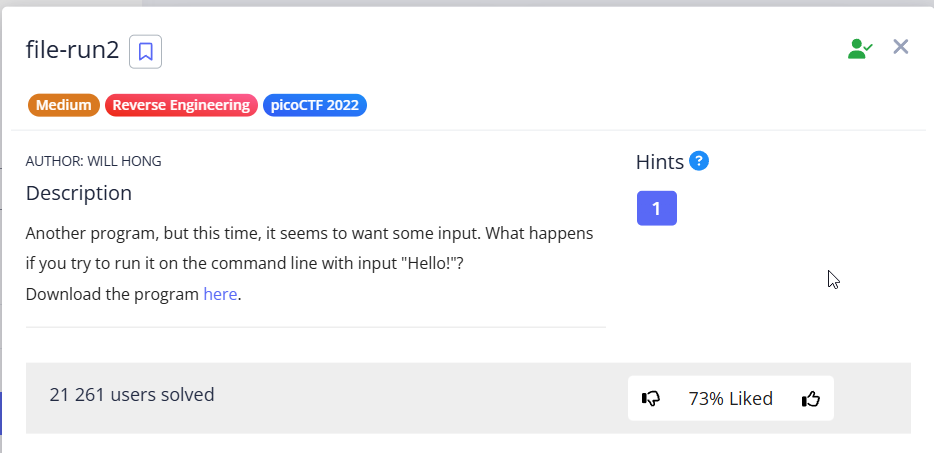 file-run2
Medium Reverse Engineering picoCTF 2022
AUTHOR: WILL HONG
Description
Another program, but this time, it seems to want some input. What happens
if you try to run it on the command line with input "Hello!"?
Download the program here.
Hints ?
1
21 261 users solved
73% Liked